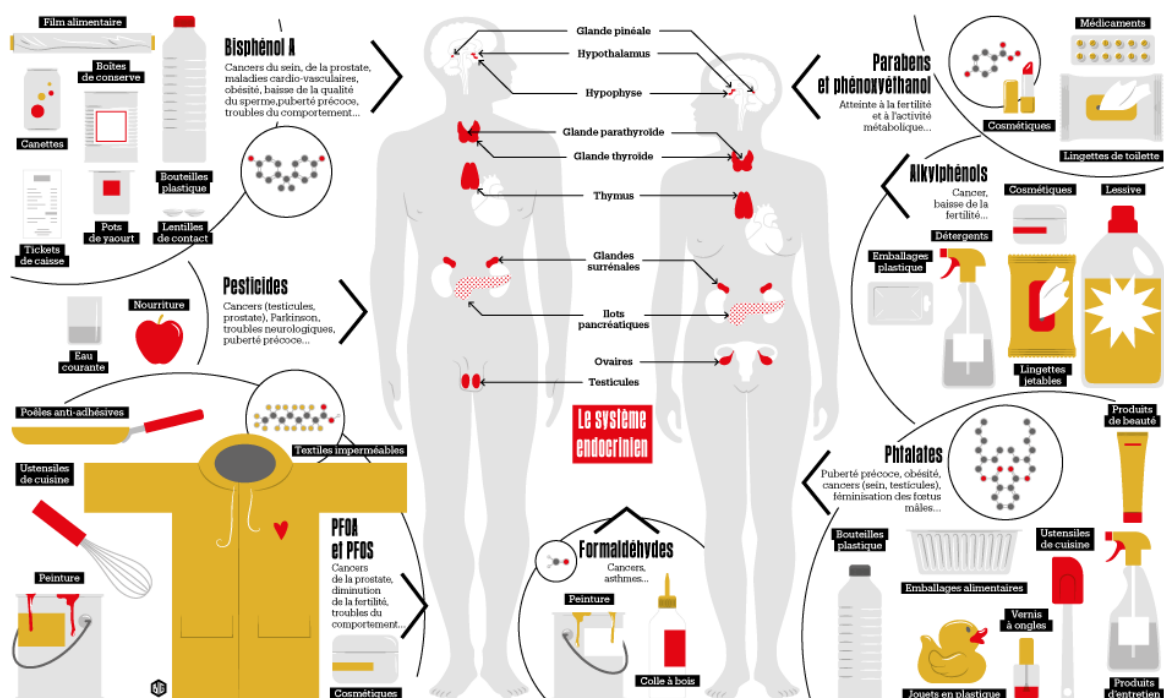 Film alimentaire
Boîtes
de conserve
Canettes
Bouteilles
plastique
Tickets
de caisse
Pots
de yaourt
Lentilles
de contact
Bisphénol A
Cancers du sein, de la prostate,
maladies cardio-vasculaires,
obésité, baisse de la qualité
du sperme,puberté précoce,
troubles du comportement...
Pesticides
Cancers (testicules,
prostate), Parkinson,
troubles neurologiques,
puberté précoce...
Nourriture
Eau
courante
Poêles anti-adhésives
Textiles imperméables
Ustensiles
de cuisine
Peinture
PFOA
et PFOS
Cancers
de la prostate,
diminution
de la fertilité,
troubles du
comportement...
Cosmétiques
Glande pinéale
Hypothalamus
Hypophyse
Glande parathyroïde
Glande thyroïde
Thymus
Glandes
surrénales
Ilots
pancréatiques
Ovaires
Testicules
Le système
endocrinien
Formaldéhydes
Cancers,
asthmes...
Peinture
Colle à bois
Parabens
et phénoxyéthanol
Atteinte à la fertilité
et à l'activité
métabolique...
Médicaments
Cosmétiques
Lingettes de toilette
Alkylphénols
Cancer,
baisse de la
fertilité...
Cosmétiques
Lessive
Détergents
Emballages
plastique
Lingettes
jetables
Phtalates
Puberté précoce, obésité,
cancers (sein, testicules),
féminisation des fœtus
mâles...
Produits
de beauté
Bouteilles
plastique
Emballages alimentaires
Ustensiles
de cuisine
Vernis
à ongles
Jouets en plastique
Produits
d'entretien